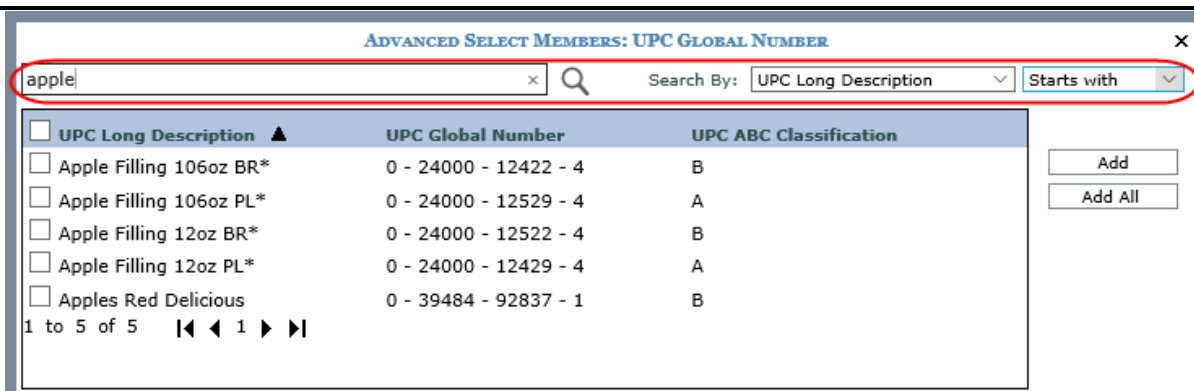 ADVANCED SELECT MEMBERS: UPC GLOBAL NUMBER ×
apple × Search By: UPC Long Description Starts with
UPC Long Description ▲ UPC Global Number UPC ABC Classification
Apple Filling 106oz BR* 0 - 24000 - 12422 - 4 B Add
Apple Filling 106oz PL* 0 - 24000 - 12529 - 4 A Add All
Apple Filling 12oz BR* 0 - 24000 - 12522 - 4 B
Apple Filling 12oz PL* 0 - 24000 - 12429 - 4 A
Apples Red Delicious 0 - 39484 - 92837 - 1 B
1 to 5 of 5 1